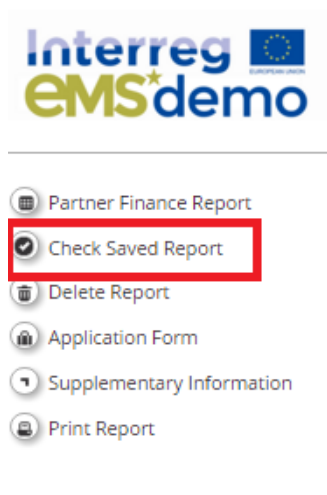 Interreg
EUROPEAN UNION
eMS*demo
Partner Finance Report
Check Saved Report
Delete Report
Application Form
Supplementary Information
Print Report